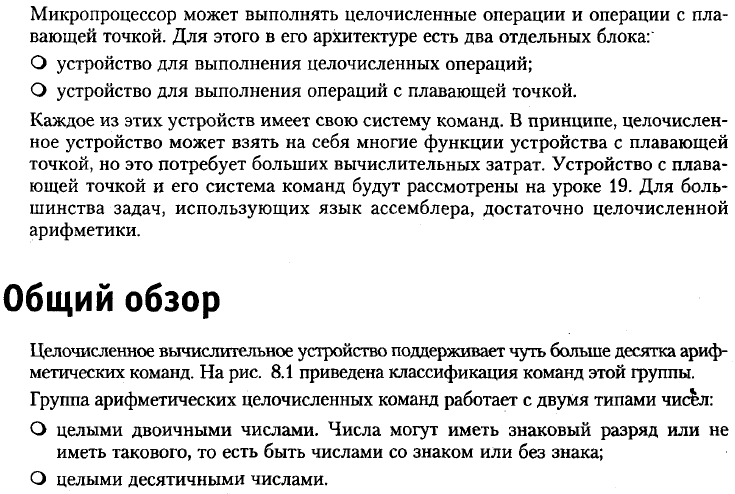 Микропроцессор может выполнять целочисленные операции и операции с пла-
вающей точкой. Для этого в его архитектуре есть два отдельных блока:
устройство для выполнения целочисленных операций;
устройство для выполнения операций с плавающей точкой.
Каждое из этих устройств имеет свою систему команд. В принципе, целочислен-
ное устройство может взять на себя многие функции устройства с плавающей
точкой, но это потребует больших вычислительных затрат. Устройство с плава-
ющей точкой и его система команд будут рассмотрены на уроке 19. Для боль-
шинства задач, использующих язык ассемблера, достаточно целочисленной
арифметики.
Общий обзор
Целочисленное вычислительное устройство поддерживает чуть больше десятка ариф-
метических команд. На рис. 8.1 приведена классификация команд этой группы.
Группа арифметических целочисленных команд работает с двумя типами чисел:
целыми двоичными числами. Числа могут иметь знаковый разряд или не
иметь такового, то есть быть числами со знаком или без знака;
целыми десятичными числами.